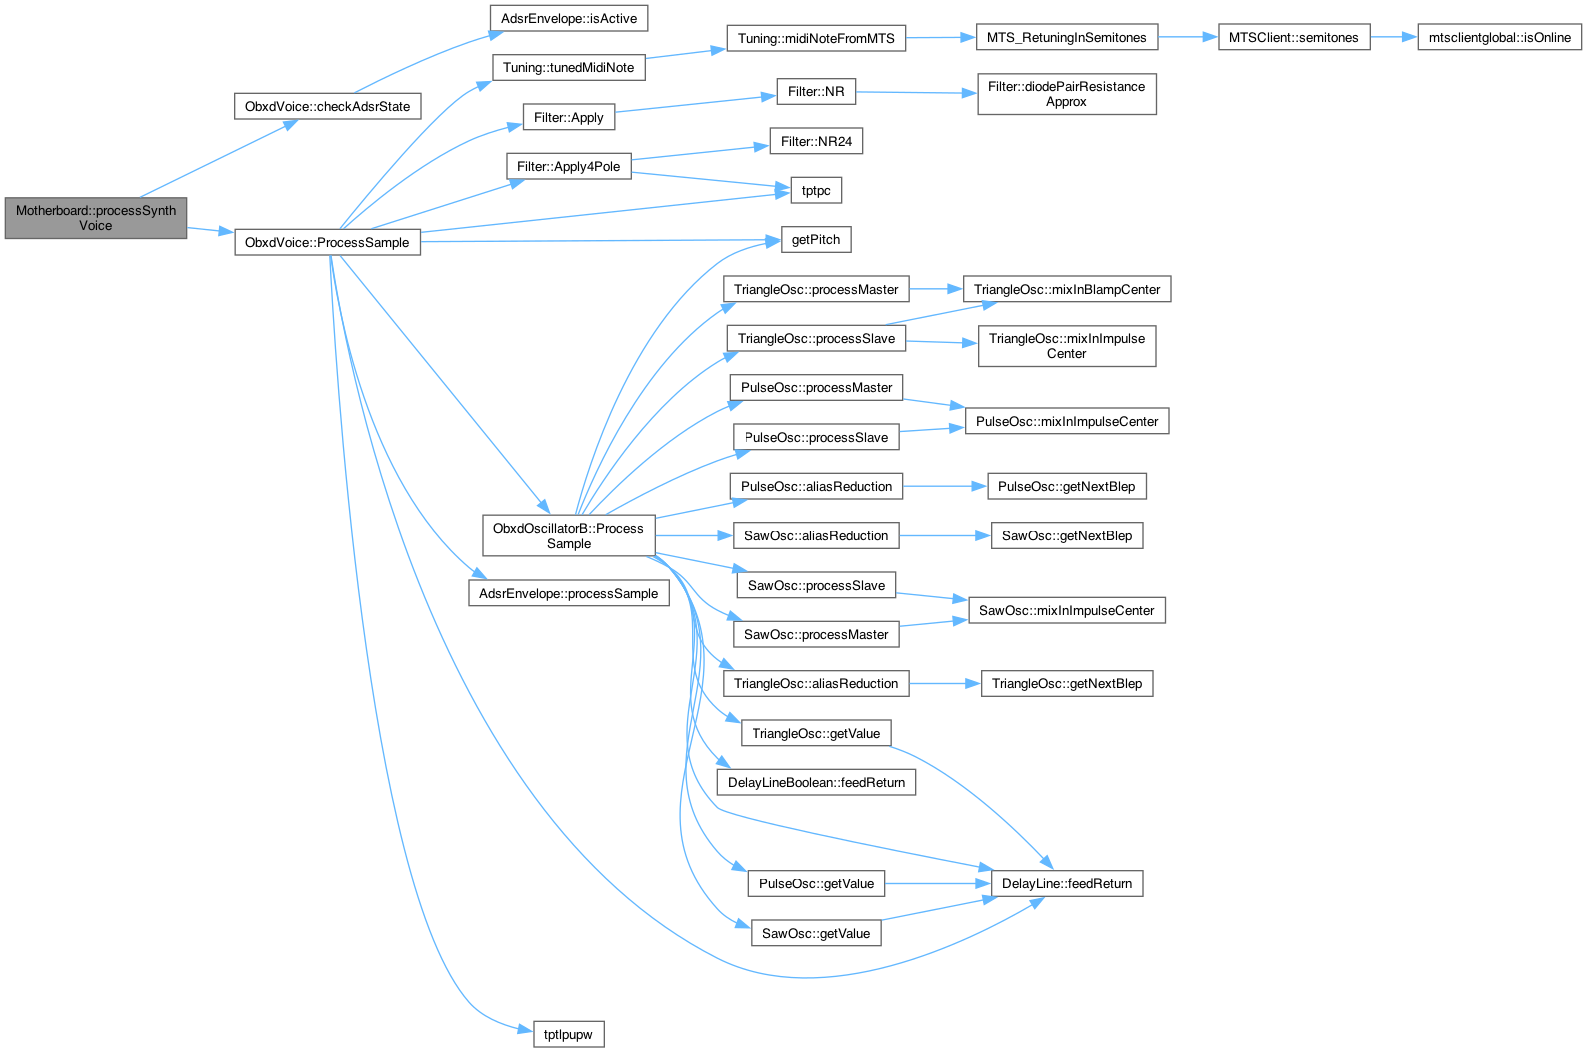 AdsrEnvelope::isActive
Tuning::midiNoteFromMTS
MTS_RetuningInSemitones
MTSClient::semitones
mtsclientglobal::isOnline
Tuning::tunedMidiNote
ObxdVoice::checkAdsrState
Filter::NR
Filter::diodePairResistance
Approx
Filter::Apply
Filter::NR24
Filter::Apply4Pole
tptpc
Motherboard::processSynth
Voice
ObxdVoice::ProcessSample
getPitch
TriangleOsc::processMaster
TriangleOsc::mixInBlampCenter
TriangleOsc::processSlave
TriangleOsc::mixInImpulse
Center
PulseOsc::processMaster
PulseOsc::mixInImpulseCenter
PulseOsc::processSlave
PulseOsc::aliasReduction
PulseOsc::getNextBlep
ObxdOscillatorB::Process
Sample
SawOsc::aliasReduction
SawOsc::getNextBlep
SawOsc::processSlave
AdsrEnvelope::processSample
SawOsc::mixInImpulseCenter
SawOsc::processMaster
TriangleOsc::aliasReduction
TriangleOsc::getNextBlep
TriangleOsc::getValue
DelayLineBoolean::feedReturn
PulseOsc::getValue
DelayLine::feedReturn
SawOsc::getValue
tptlpupw